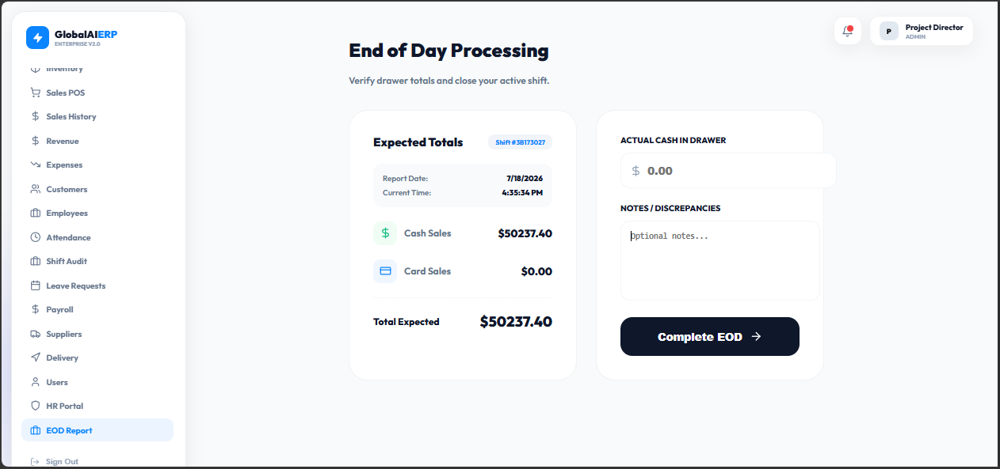 GlobalAIERP
ENTERPRISE V2.0
Inventory
Sales POS
Sales History
Revenue
Expenses
Customers
Employees
Attendance
Shift Audit
Leave Requests
Payroll
Suppliers
Delivery
Users
HR Portal
EOD Report
Sign Out
P
Project Director
ADMIN
End of Day Processing
Verify drawer totals and close your active shift.
Expected Totals
Shift #3B173027
Report Date: 7/18/2026
Current Time: 4:35:34 PM
$ Cash Sales $50237.40
Card Sales $0.00
Total Expected $50237.40
ACTUAL CASH IN DRAWER
$ 0.00
NOTES / DISCREPANCIES
Optional notes...
Complete EOD →